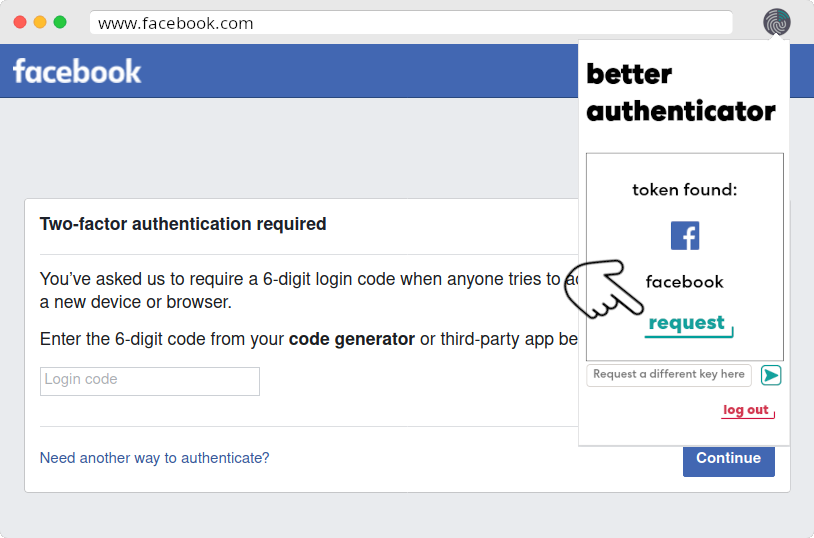 www.facebook.com
facebook
better
authenticator
token found:
facebook
request
Request a different key here
log out
Two-factor authentication required
You've asked us to require a 6-digit login code when anyone tries to
a new device or browser.
Enter the 6-digit code from your code generator or third-party app
Login code
Need another way to authenticate?
Continue